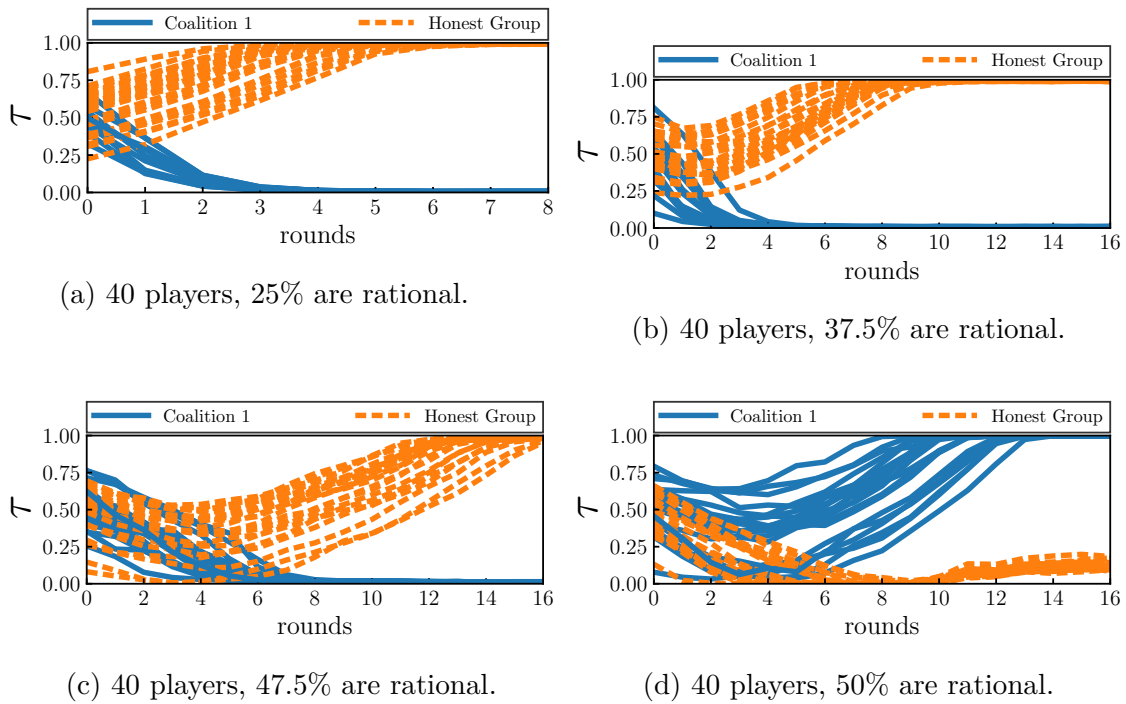 Coalition 1 Honest Group
1.00
0.75
0.50
0.25
0.00
τ
0 1 2 3 4 5 6 7 8
rounds
(a) 40 players, 25% are rational.
Coalition 1 Honest Group
1.00
0.75
0.50
0.25
0.00
τ
0 2 4 6 8 10 12 14 16
rounds
(b) 40 players, 37.5% are rational.
Coalition 1 Honest Group
1.00
0.75
0.50
0.25
0.00
τ
0 2 4 6 8 10 12 14 16
rounds
(c) 40 players, 47.5% are rational.
Coalition 1 Honest Group
1.00
0.75
0.50
0.25
0.00
τ
0 2 4 6 8 10 12 14 16
rounds
(d) 40 players, 50% are rational.